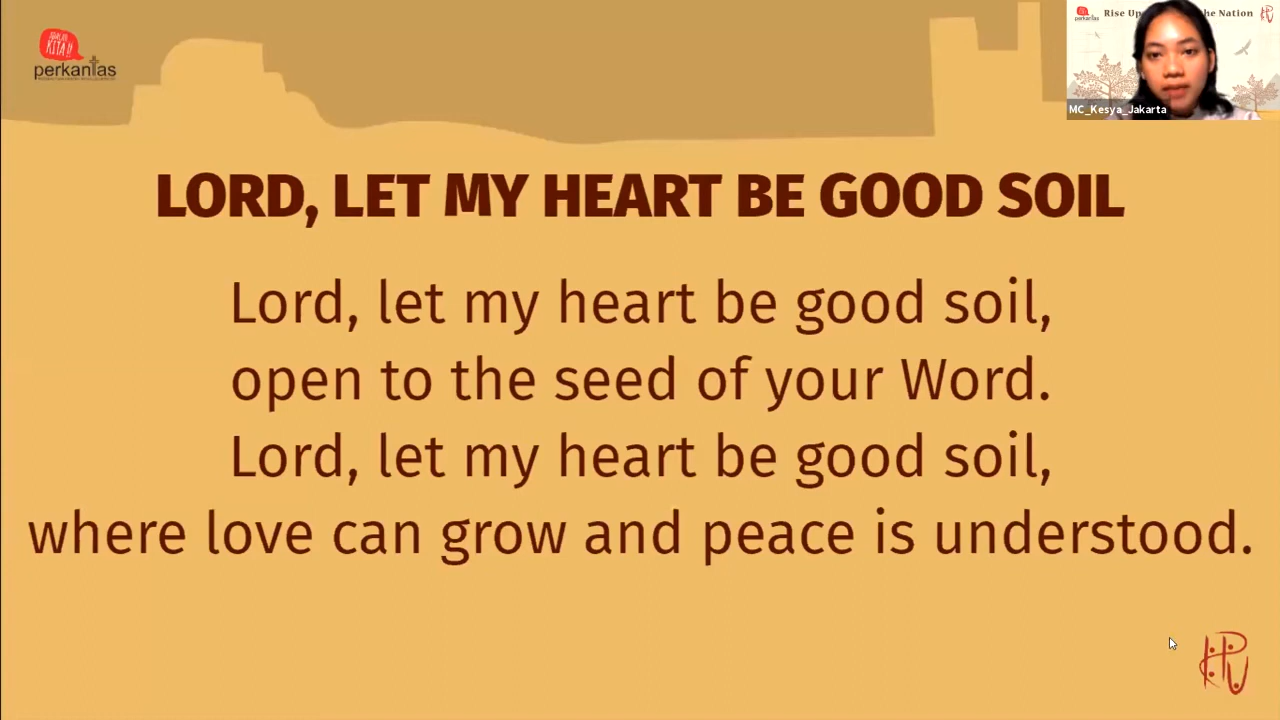 KITA!!
perkantas
Rise Up he Nation
MC_Kesya_Jakarta
LORD, LET MY HEART BE GOOD SOIL
Lord, let my heart be good soil,
open to the seed of your Word.
Lord, let my heart be good soil,
where love can grow and peace is understood.